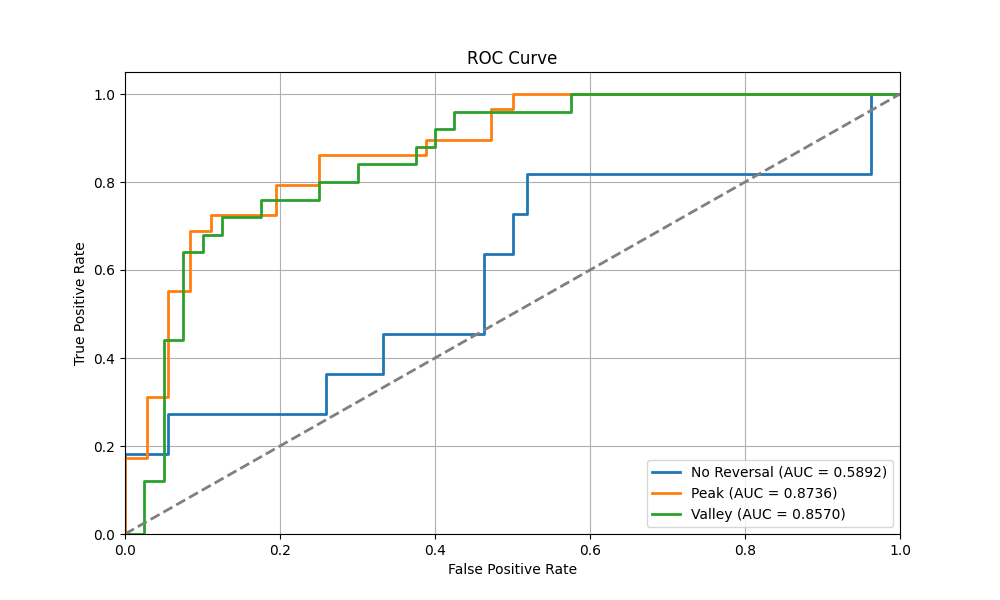 ROC Curve
True Positive Rate
1.0
0.8
0.6
0.4
0.2
0.0
0.0 0.2 0.4 0.6 0.8 1.0
False Positive Rate
No Reversal (AUC = 0.5892)
Peak (AUC = 0.8736)
Valley (AUC = 0.8570)